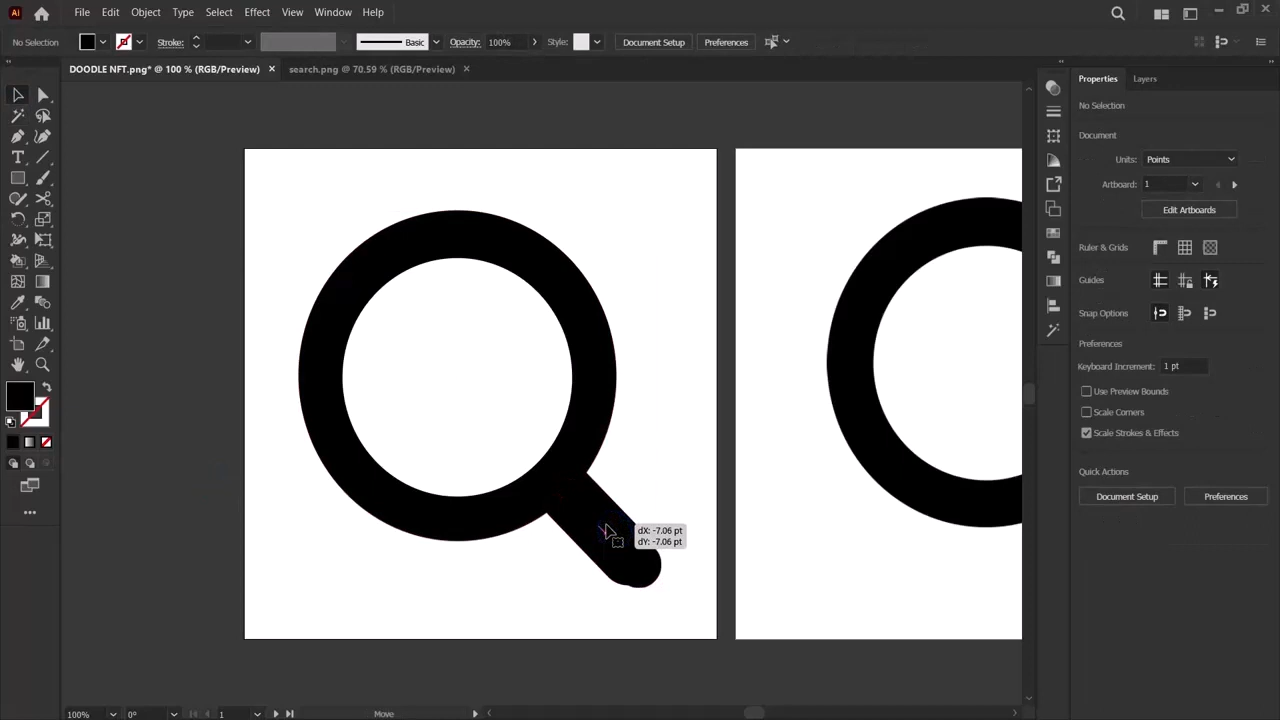 Ai File Edit Object Type Select Effect View Window Help
No Selection Stroke: Basic Opacity: 100% Style: Document Setup Preferences
DOODLE NFT.png* @ 100 % (RGB/Preview) × search.png @ 70.59 % (RGB/Preview) ×
Properties Layers
No Selection
Document
Units: Points
Artboard: 1
Edit Artboards
Ruler & Grids
Guides
Snap Options
Preferences
Keyboard Increment: 1 pt
Use Preview Bounds
Scale Corners
Scale Strokes & Effects
Quick Actions
Document Setup Preferences
dX: -7.06 pt
dY: -7.06 pt
100% 0° 1 Move